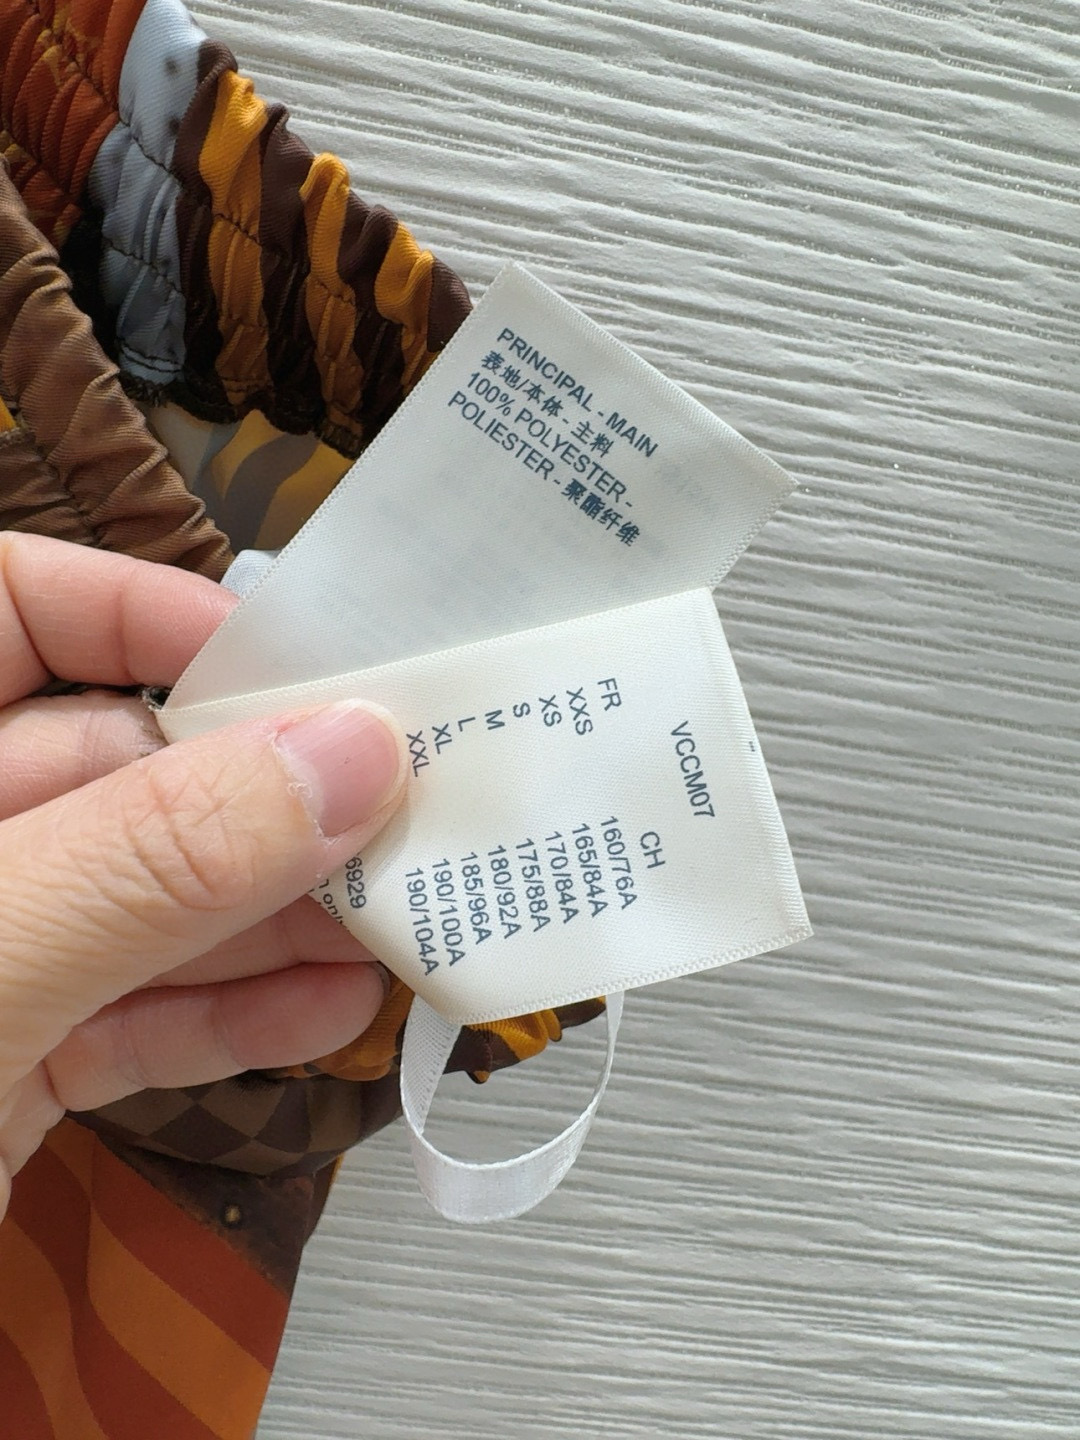 PRINCIPAL - MAIN
表地/本体 - 主料
100% POLYESTER -
POLIESTER - 聚酯纤维
VCCM07
FR CH
XXS 160/76A
XS 165/84A
S 170/84A
M 175/88A
L 180/92A
XL 185/96A
XXL 190/100A
190/104A
6929